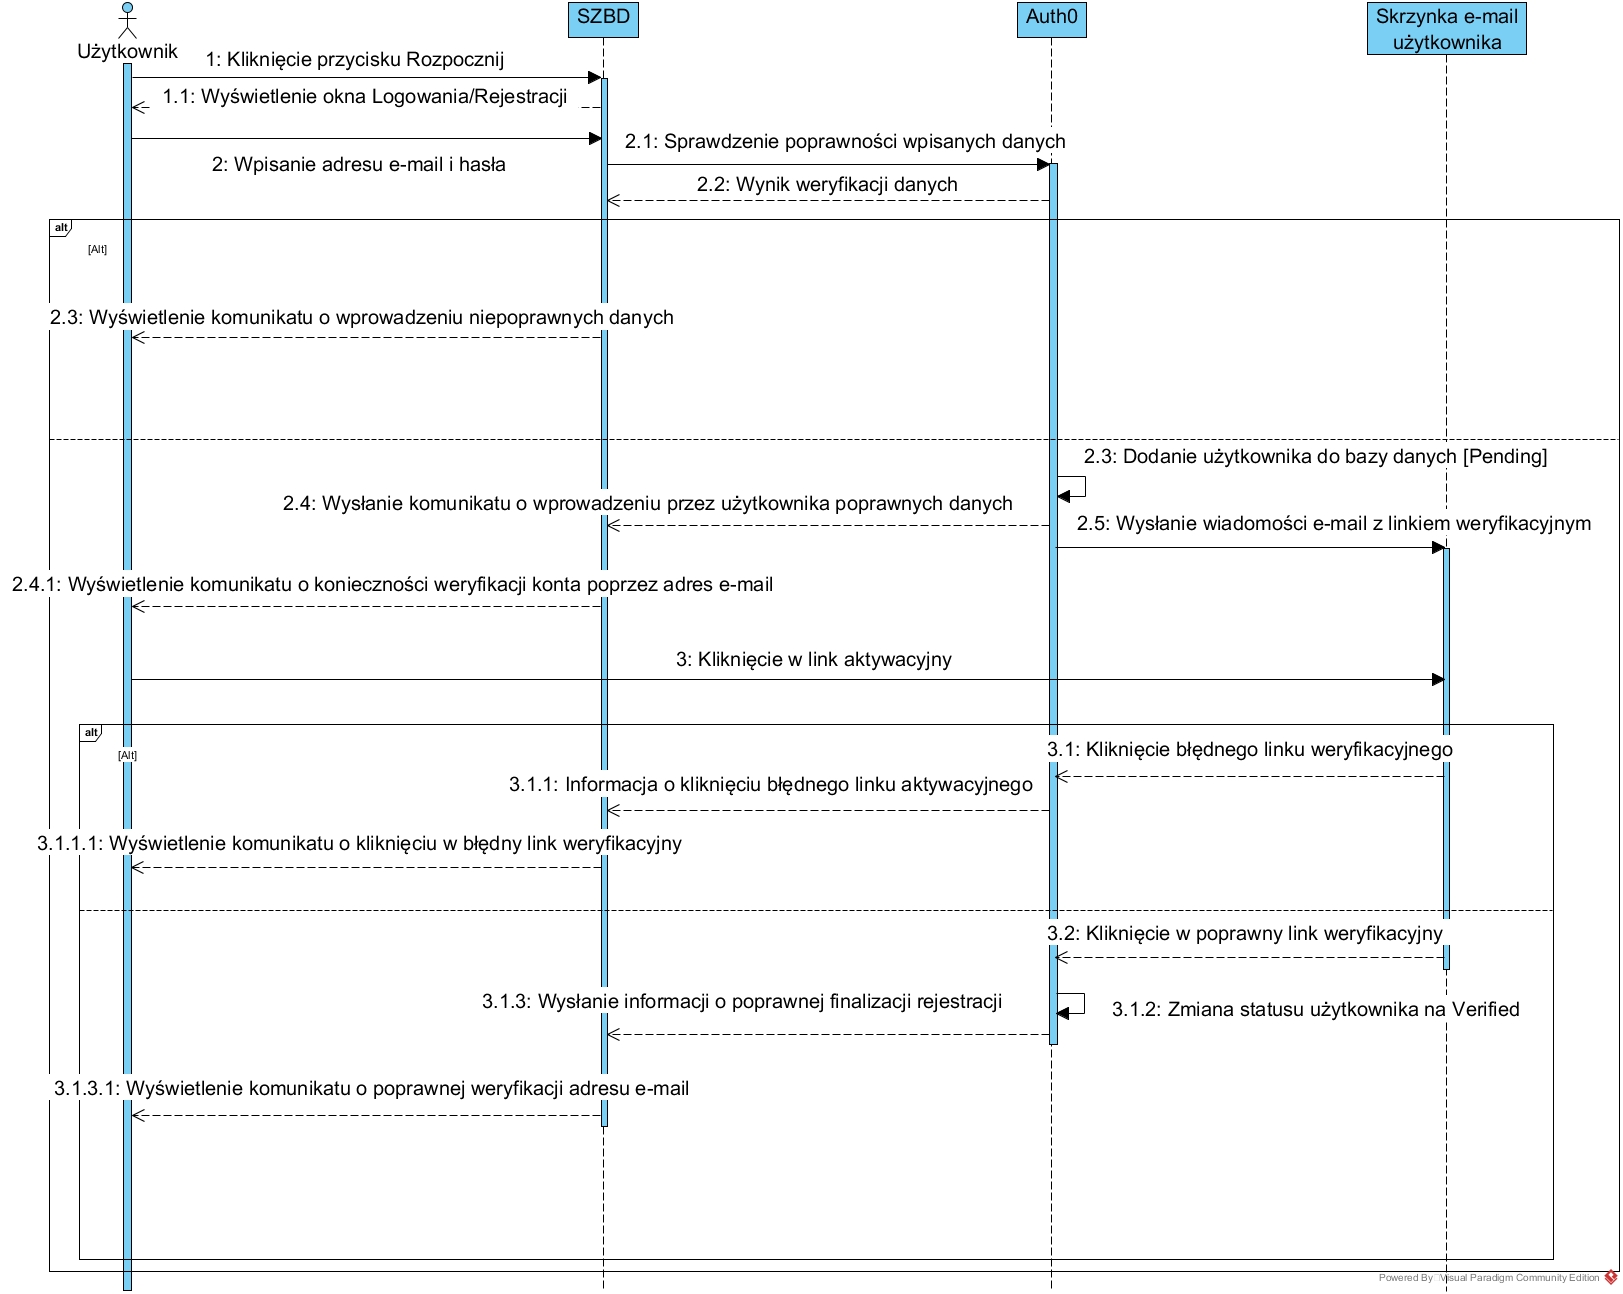 Użytkownik
SZBD
Auth0
Skrzynka e-mail
użytkownika
1: Kliknięcie przycisku Rozpocznij
1.1: Wyświetlenie okna Logowania/Rejestracji
2: Wpisanie adresu e-mail i hasła
2.1: Sprawdzenie poprawności wpisanych danych
2.2: Wynik weryfikacji danych
alt
[Alt]
2.3: Wyświetlenie komunikatu o wprowadzeniu niepoprawnych danych
2.3: Dodanie użytkownika do bazy danych [Pending]
2.4: Wysłanie komunikatu o wprowadzeniu przez użytkownika poprawnych danych
2.5: Wysłanie wiadomości e-mail z linkiem weryfikacyjnym
2.4.1: Wyświetlenie komunikatu o konieczności weryfikacji konta poprzez adres e-mail
3: Kliknięcie w link aktywacyjny
alt
[Alt]
3.1: Kliknięcie błędnego linku weryfikacyjnego
3.1.1: Informacja o kliknięciu błędnego linku aktywacyjnego
3.1.1.1: Wyświetlenie komunikatu o kliknięciu w błędny link weryfikacyjny
3.2: Kliknięcie w poprawny link weryfikacyjny
3.1.3: Wysłanie informacji o poprawnej finalizacji rejestracji
3.1.2: Zmiana statusu użytkownika na Verified
3.1.3.1: Wyświetlenie komunikatu o poprawnej weryfikacji adresu e-mail
Powered By Visual Paradigm Community Edition